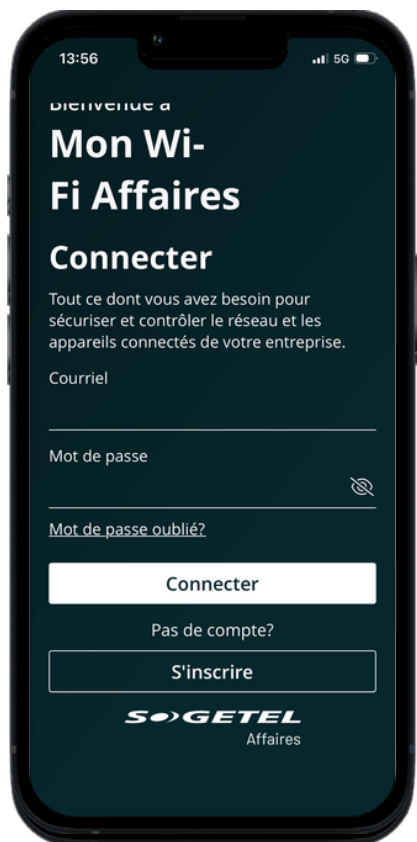 13:56
5G
Bienvenue à
Mon Wi-
Fi Affaires
Connecter
Tout ce dont vous avez besoin pour
sécuriser et contrôler le réseau et les
appareils connectés de votre entreprise.
Courriel
Mot de passe
Mot de passe oublié?
Connecter
Pas de compte?
S'inscrire
SOGETEL
Affaires